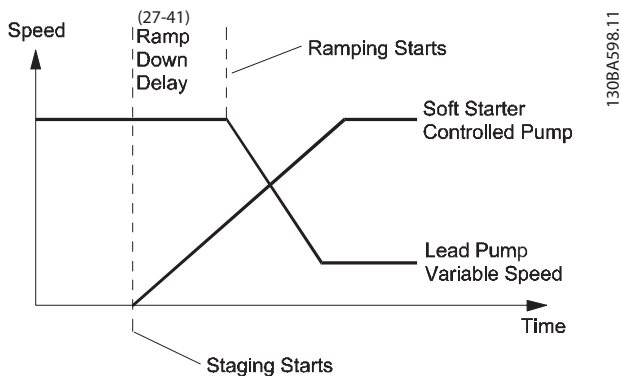 Speed
(27-41)
Ramp
Down
Delay
Ramping Starts
130BA598.11
Soft Starter
Controlled Pump
Lead Pump
Variable Speed
Time
Staging Starts